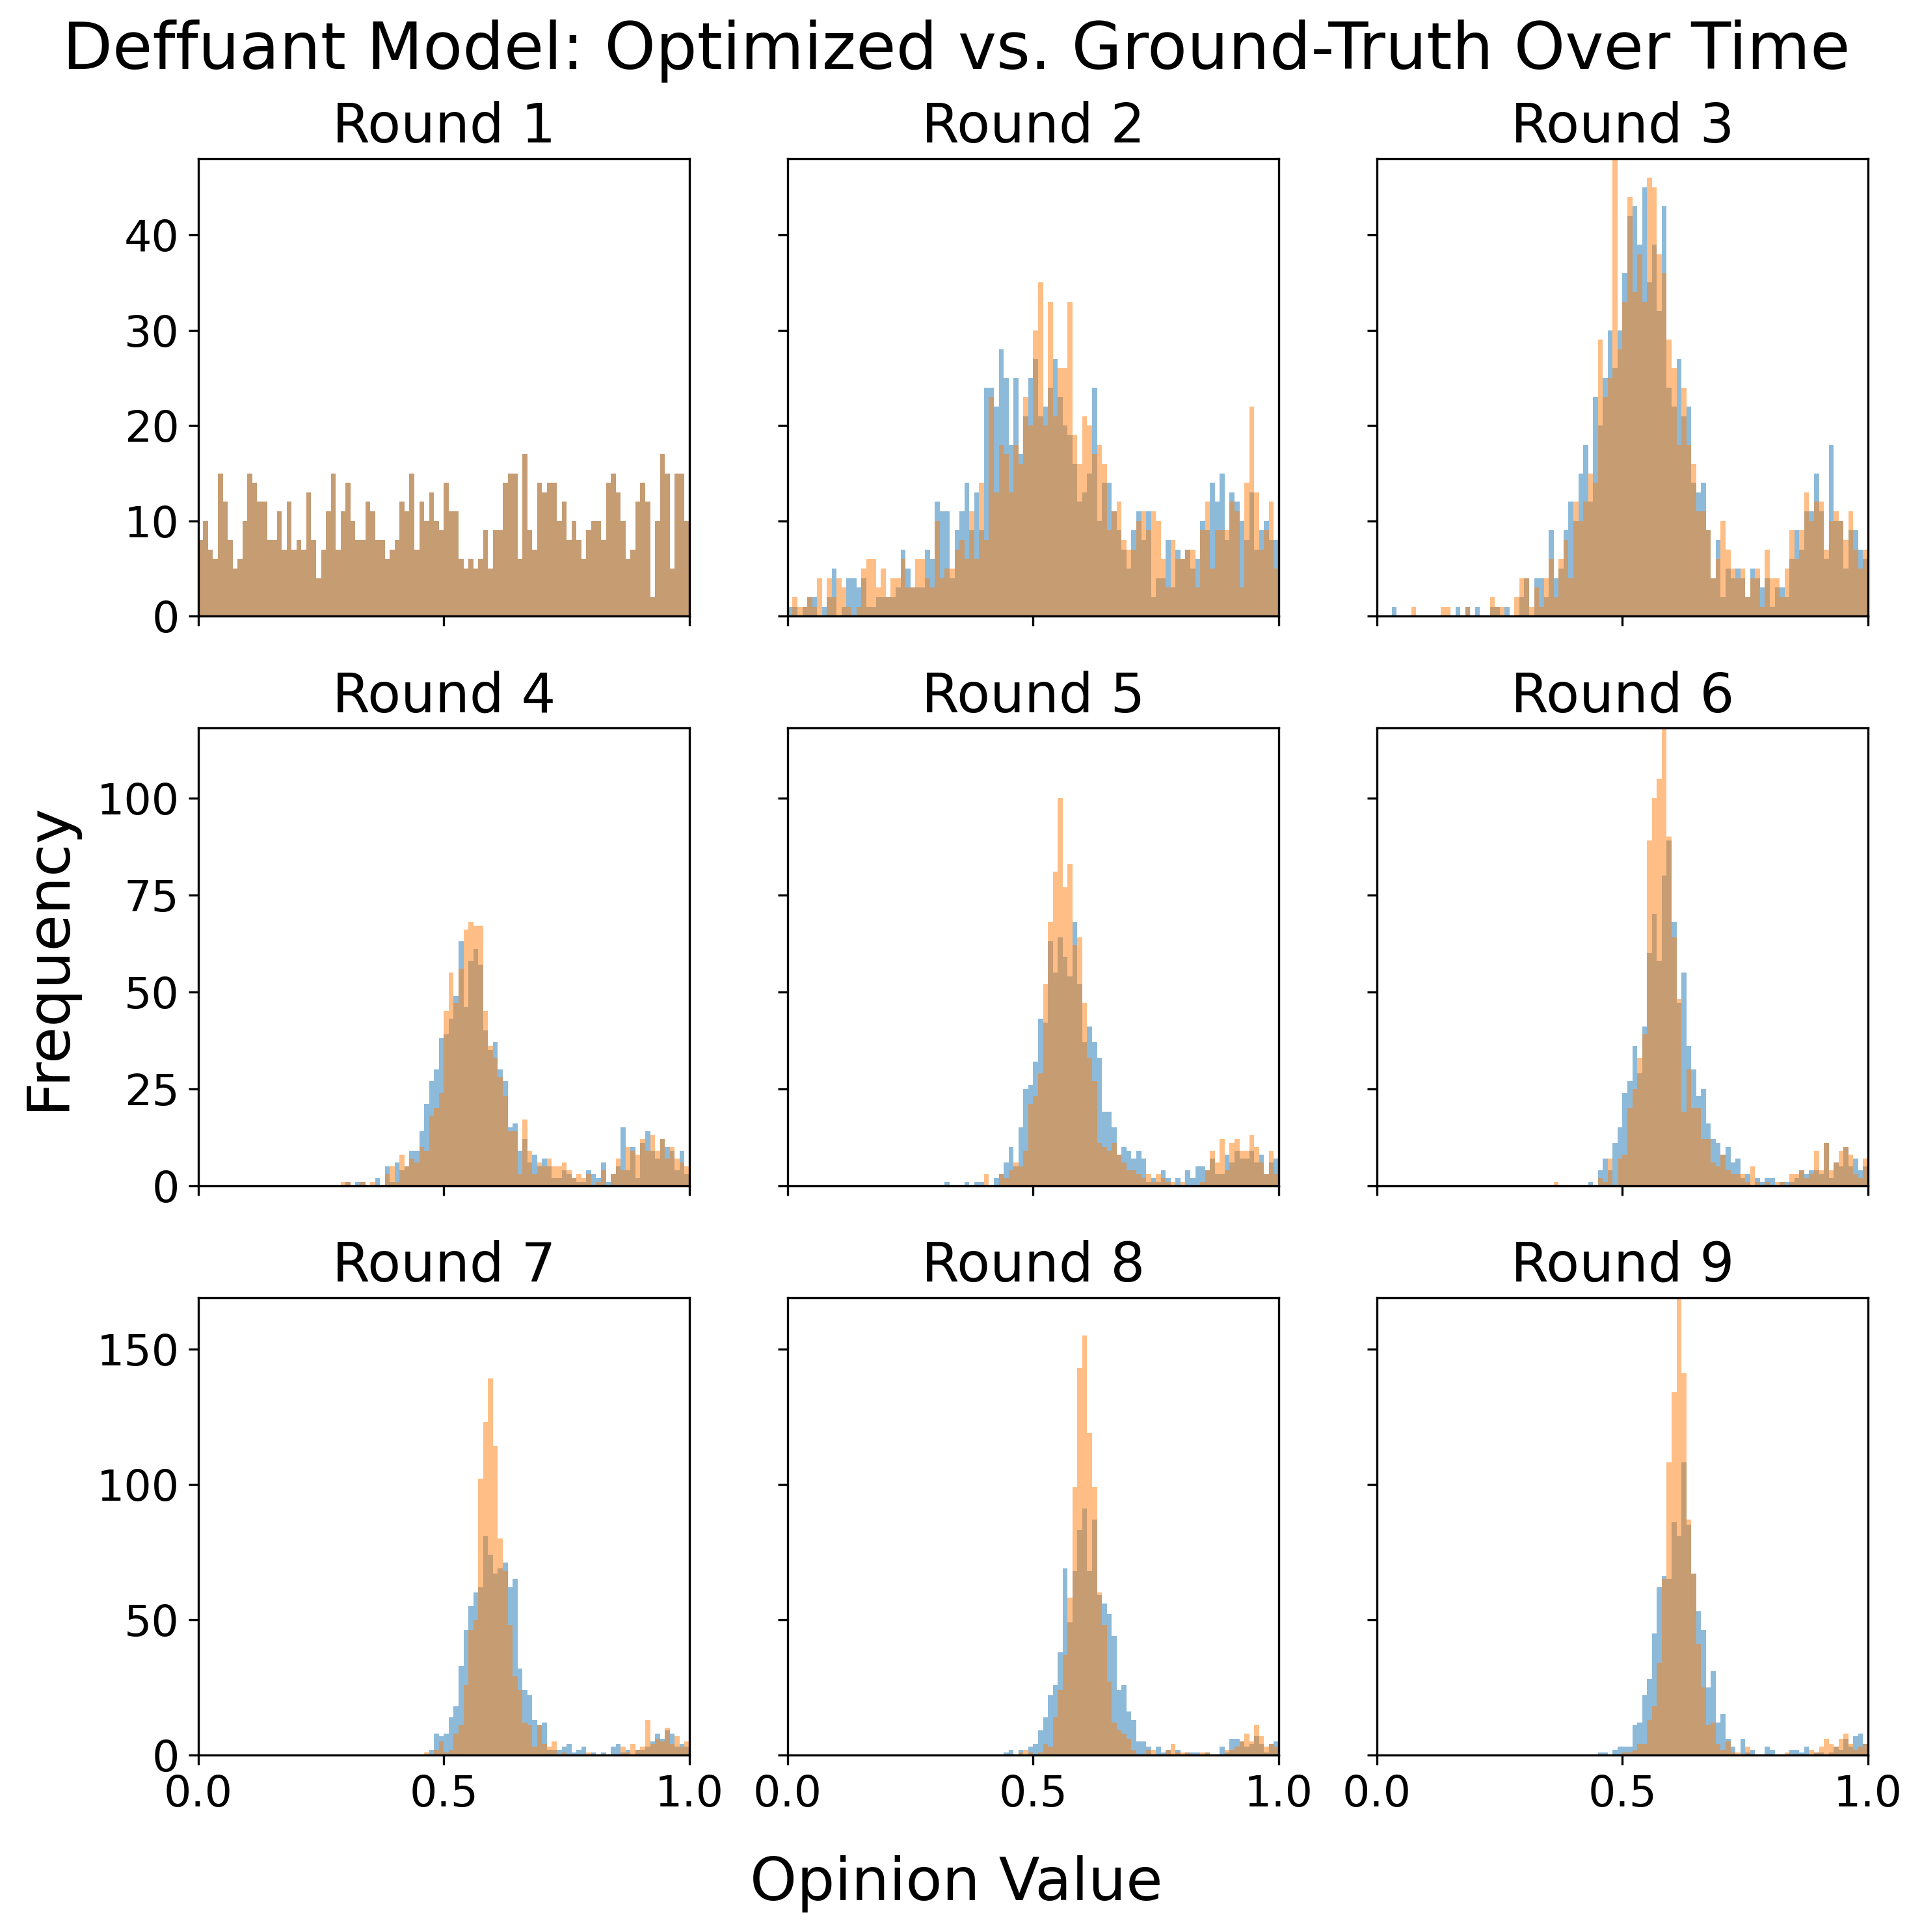 Deffuant Model: Optimized vs. Ground-Truth Over Time
Round 1
Round 2
Round 3
40
30
20
10
0
Round 4
Round 5
Round 6
100
75
50
25
0
Frequency
Round 7
Round 8
Round 9
150
100
50
0
0.0 0.5 1.0 0.0 0.5 1.0 0.0 0.5 1.0
Opinion Value